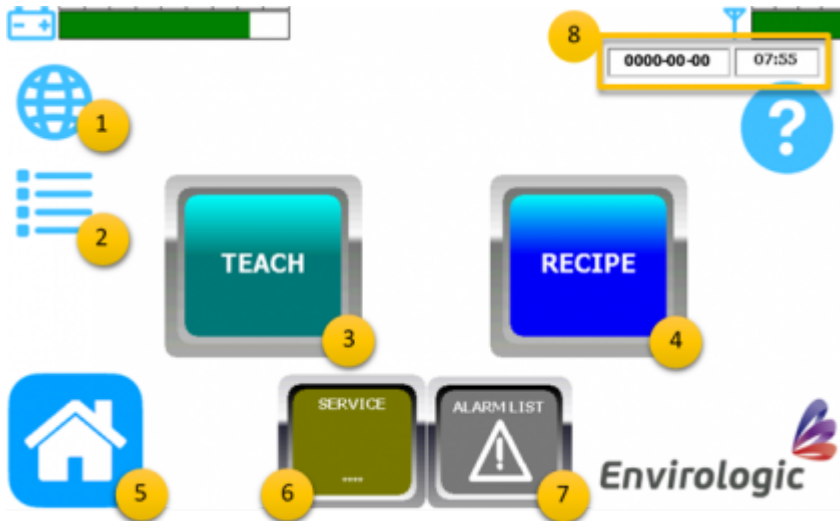 8
0000-00-00 07:55
1
?
2
TEACH
RECIPE
3
4
SERVICE
ALARM LIST
****
5
6
7
Envirologic